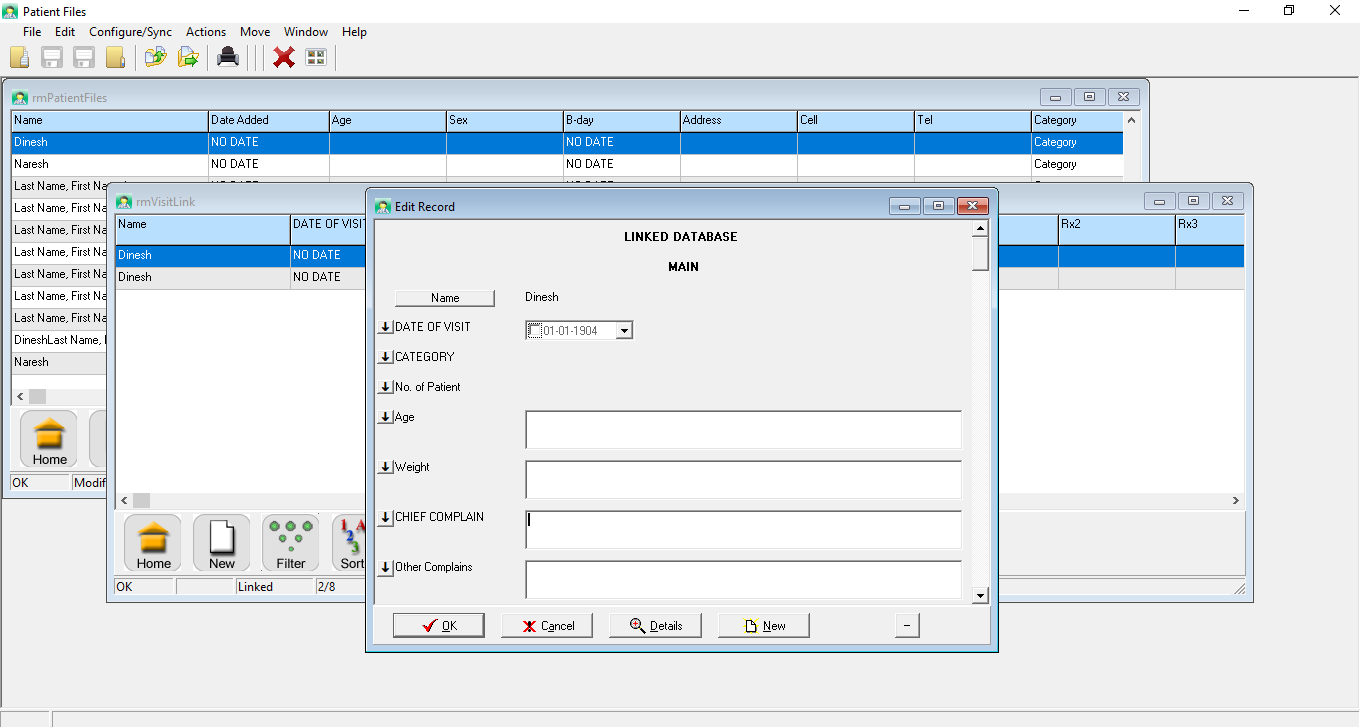 Patient Files
File Edit Configure/Sync Actions Move Window Help
rmPatientFiles
Name Date Added Age Sex B-day Address Cell Tel Category
Dinesh NO DATE NO DATE Category
Naresh NO DATE NO DATE Category
Last Name, First Na
Last Name, First Na
Last Name, First Na
Last Name, First Na
Last Name, First Na
Last Name, First Na
Last Name, First Na
DineshLast Name,
Naresh
Home
OK Modif
rmVisitLink
Name DATE OF VISIT Rx2 Rx3
Dinesh NO DATE
Dinesh NO DATE
Home New Filter Sort
OK Linked 2/8
Edit Record
LINKED DATABASE
MAIN
Name Dinesh
DATE OF VISIT 01-01-1904
CATEGORY
No. of Patient
Age
Weight
CHIEF COMPLAIN
Other Complains
OK Cancel Details New -